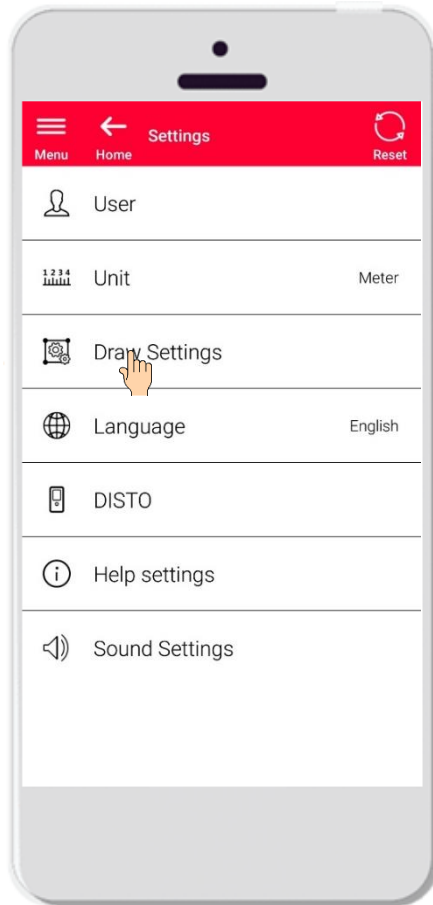 Settings
Menu
Home
Reset
User
1 2 3 4
Unit
Meter
Draw Settings
Language
English
DISTO
Help settings
Sound Settings